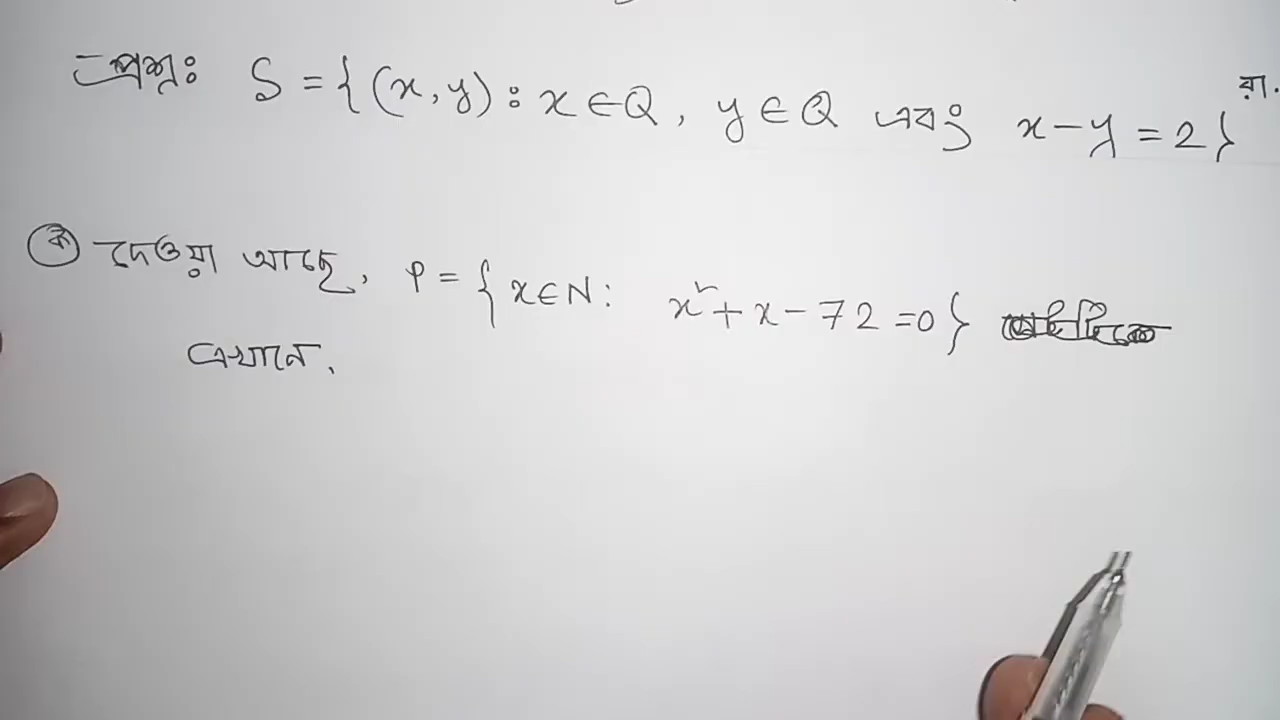 প্রশ্নঃ S = {(x, y) : x ∈ Q, y ∈ Q এবং x - y = 2}
রা.
ক দেওয়া আছে, P = {x ∈ N : x² + x - 72 = 0}
এখানে,